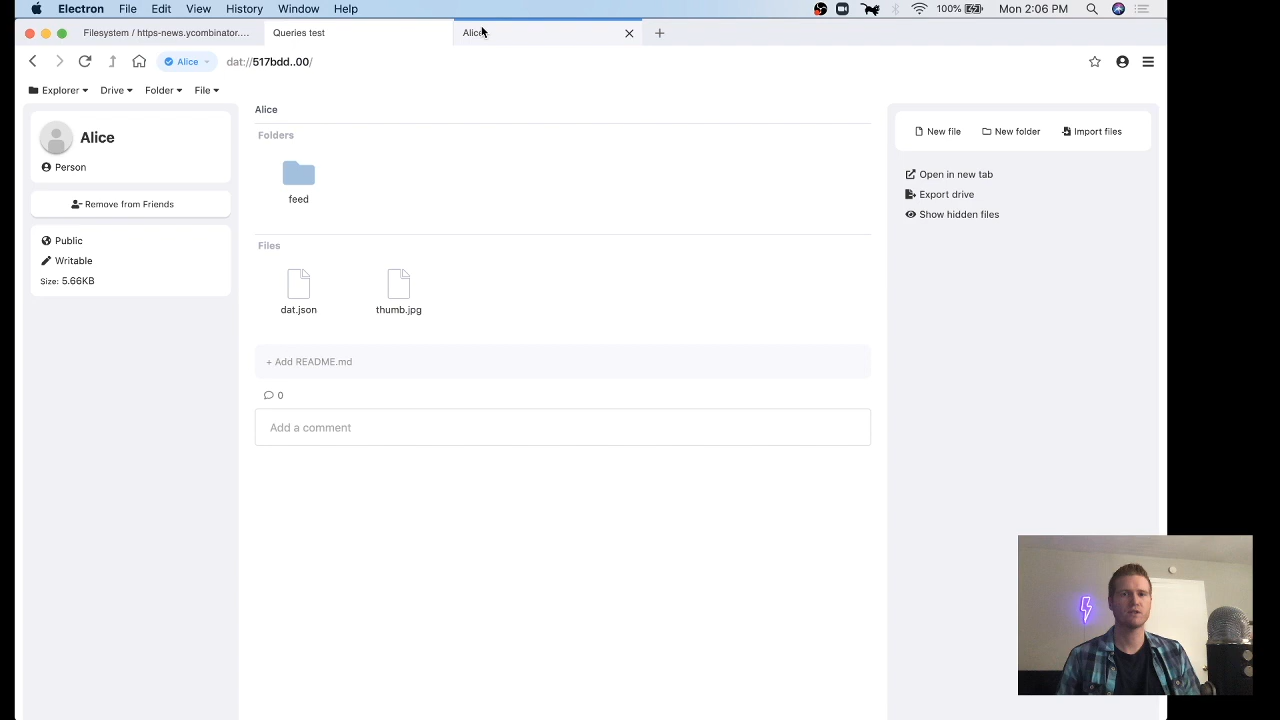 Electron File Edit View History Window Help 100% Mon 2:06 PM
Filesystem / https-news.ycombinator.... Queries test Alice
Alice dat://517bdd..00/
Explorer Drive Folder File
Alice
Person
Remove from Friends
Public
Writable
Size: 5.66KB
Alice
Folders
feed
Files
dat.json thumb.jpg
+ Add README.md
0
Add a comment
New file New folder Import files
Open in new tab
Export drive
Show hidden files